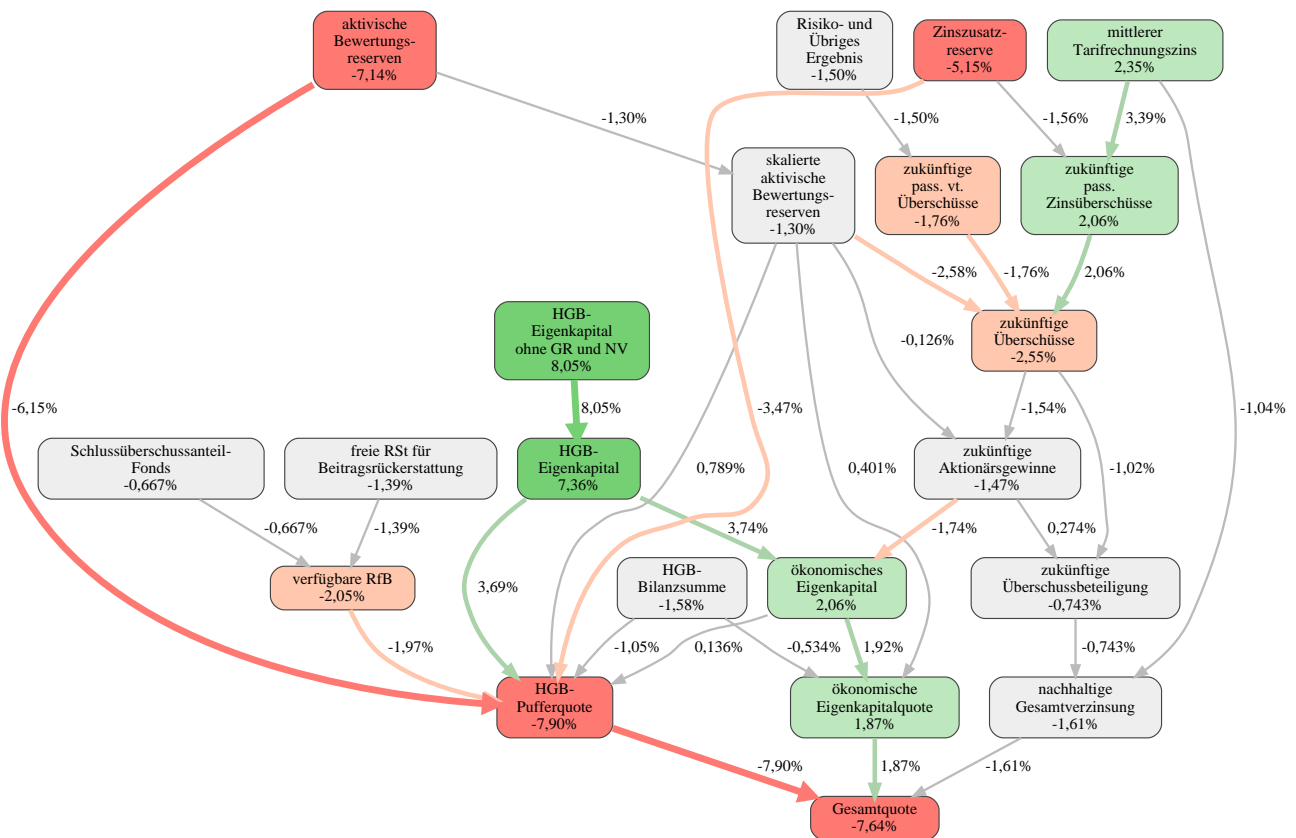 aktivische
Bewertungs-
reserven
-7,14%
Risiko- und
Übriges
Ergebnis
-1,50%
Zinszusatz-
reserve
-5,15%
mittlerer
Tarifrechnungszins
2,35%
-1,30%
-1,50%
-1,56%
3,39%
skalierte
aktivische
Bewertungs-
reserven
-1,30%
zukünftige
pass. vt.
Überschüsse
-1,76%
zukünftige
pass.
Zinsüberschüsse
2,06%
-2,58%
-1,76%
2,06%
HGB-
Eigenkapital
ohne GR und NV
8,05%
zukünftige
Überschüsse
-2,55%
-0,126%
-6,15%
8,05%
-3,47%
-1,54%
-1,04%
Schlussüberschussanteil-
Fonds
-0,667%
freie RSt für
Beitragsrückerstattung
-1,39%
HGB-
Eigenkapital
7,36%
0,789%
0,401%
zukünftige
Aktionärsgewinne
-1,47%
-1,02%
-0,667%
-1,39%
3,74%
-1,74%
0,274%
verfügbare RfB
-2,05%
3,69%
HGB-
Bilanzsumme
-1,58%
ökonomisches
Eigenkapital
2,06%
zukünftige
Überschussbeteiligung
-0,743%
-1,97%
-1,05%
0,136%
-0,534%
1,92%
-0,743%
HGB-
Pufferquote
-7,90%
ökonomische
Eigenkapitalquote
1,87%
nachhaltige
Gesamtverzinsung
-1,61%
-7,90%
1,87%
-1,61%
Gesamtquote
-7,64%